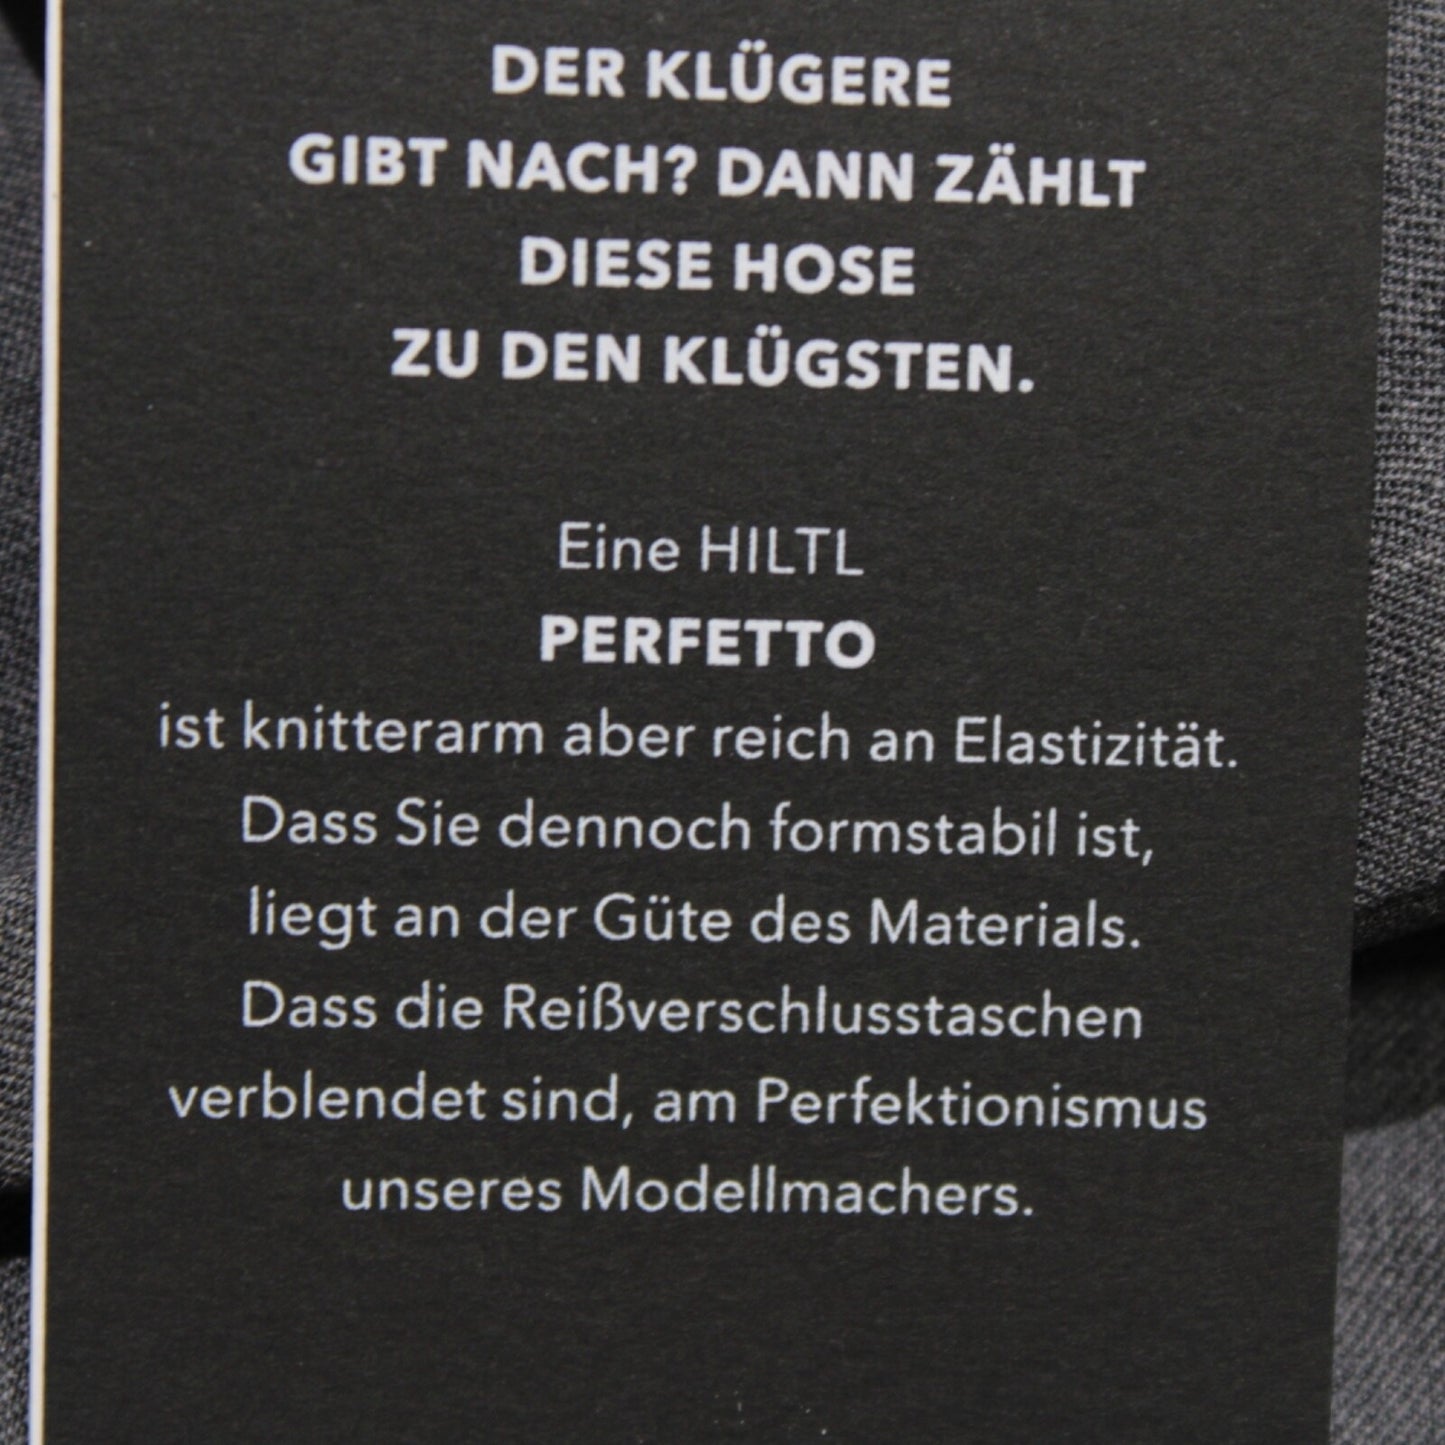 DER KLÜGERE
GIBT NACH? DANN ZÄHLT
DIESE HOSE
ZU DEN KLÜGSTEN.
Eine HILTL
PERFETTO
ist knitterarm aber reich an Elastizität.
Dass Sie dennoch formstabil ist,
liegt an der Güte des Materials.
Dass die Reißverschlusstaschen
verblendet sind, am Perfektionismus
unseres Modellmachers.